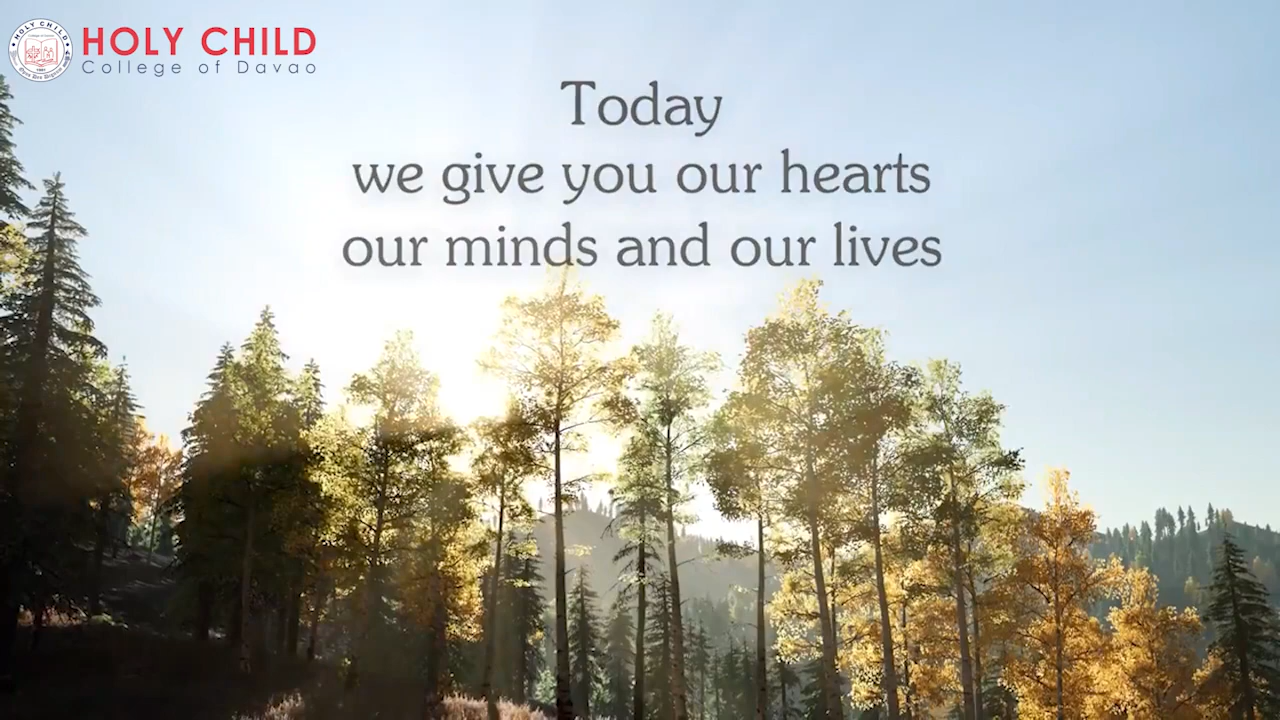 HOLY CHILD
College of Davao
Today
we give you our hearts
our minds and our lives